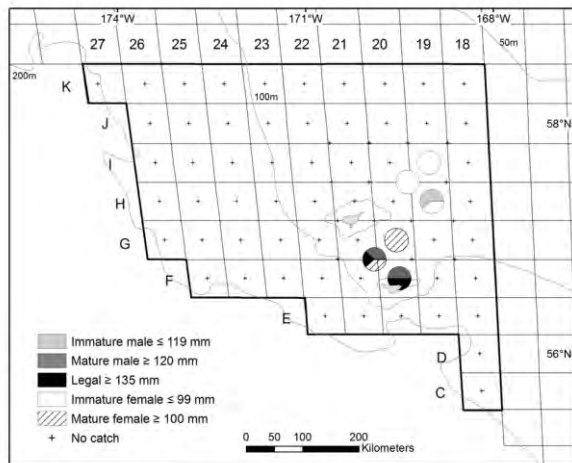 174°W 171°W 168°W
27 26 25 24 23 22 21 20 19 18 50m
200m
K
100m
J 58°N
I
H
G
F
E
Immature male ≤ 119 mm
Mature male ≥ 120 mm
D 56°N
Legal ≥ 135 mm
Immature female ≤ 99 mm
C
Mature female ≥ 100 mm
No catch
0 50 100 200
Kilometers